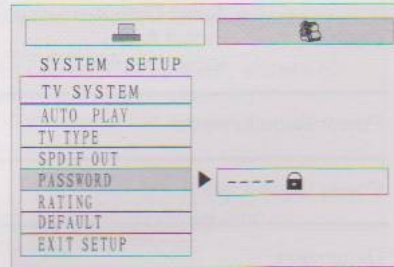 SYSTEM SETUP
TV SYSTEM
AUTO PLAY
TV TYPE
SPDIF OUT
PASSWORD
----
RATING
DEFAULT
EXIT SETUP